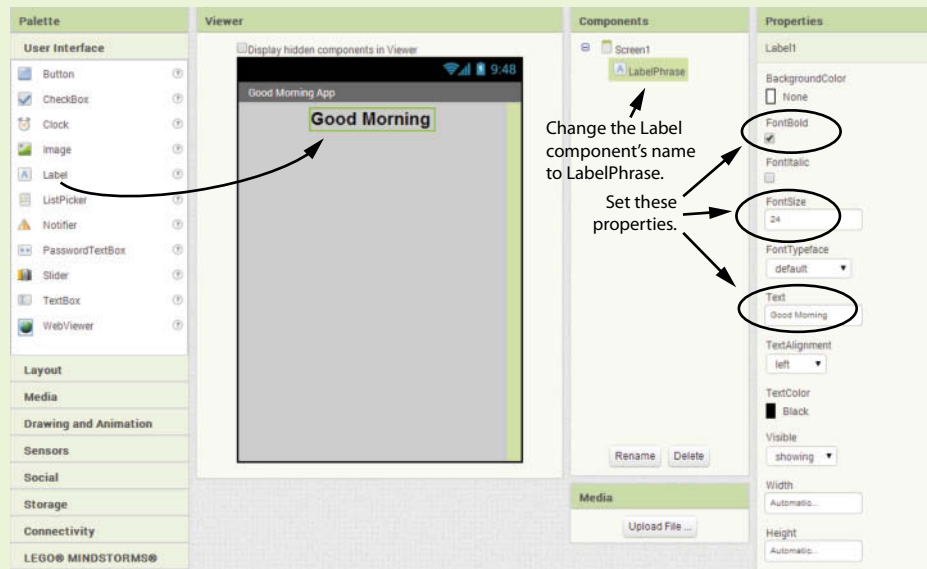 Palette
User Interface
Button
CheckBox
Clock
Image
Label
ListPicker
Notifier
PasswordTextBox
Slider
TextBox
WebViewer
Layout
Media
Drawing and Animation
Sensors
Social
Storage
Connectivity
LEGO® MINDSTORMS®
Viewer
Display hidden components in Viewer
9:48
Good Morning App
Good Morning
Components
Screen1
LabelPhrase
Change the Label
component's name
to LabelPhrase.
Set these
properties.
Rename Delete
Media
Upload File ...
Properties
Label1
BackgroundColor
None
FontBold
FontItalic
FontSize
24
FontTypeface
default
Text
Good Morning
TextAlignment
left
TextColor
Black
Visible
showing
Width
Automatic...
Height
Automatic...